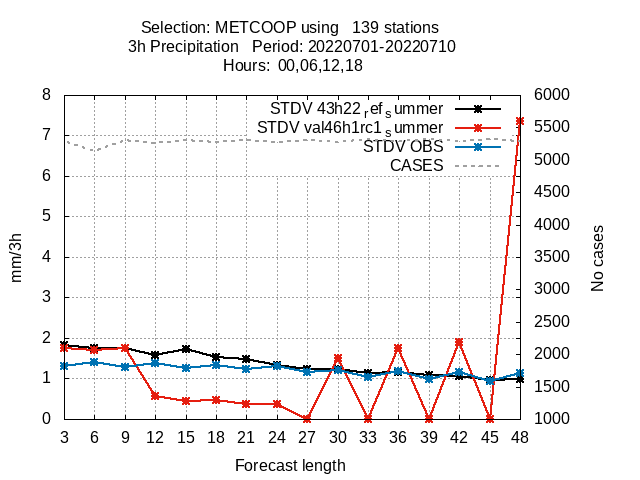 Selection: METCOOP using   139 stations
3h Precipitation   Period: 20220701-20220710
Hours:  00,06,12,18
STDV 43h22ref_summer
STDV val46h1rc1summer
STDV OBS
CASES
8
7
6
5
4
3
2
1
0
6000
5500
5000
4500
4000
3500
3000
2500
2000
1500
1000
mm/3h
No cases
3 6 9 12 15 18 21 24 27 30 33 36 39 42 45 48
Forecast length